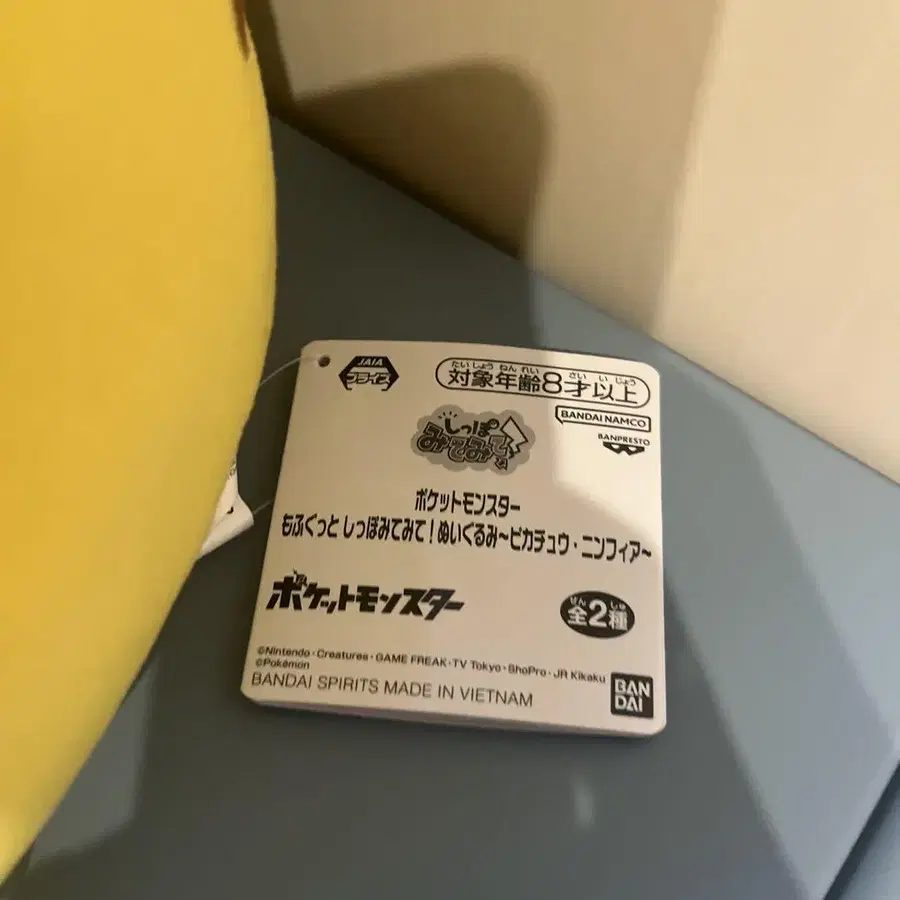 JAIA
プライズ
たいしょうねんれい さい いじょう
対象年齢8才以上
BANDAI NAMCO
BANPRESTO
しっぽ
みてみて
ポケットモンスター
もふぐっと しっぽみてみて!ぬいぐるみ~ピカチュウ・ニンフィア~
ポケットモンスター
ぜん しゅ
全2種
©Nintendo・Creatures・GAME FREAK・TV Tokyo・ShoPro・JR Kikaku
©Pokémon
BANDAI SPIRITS MADE IN VIETNAM
BAN
DAI